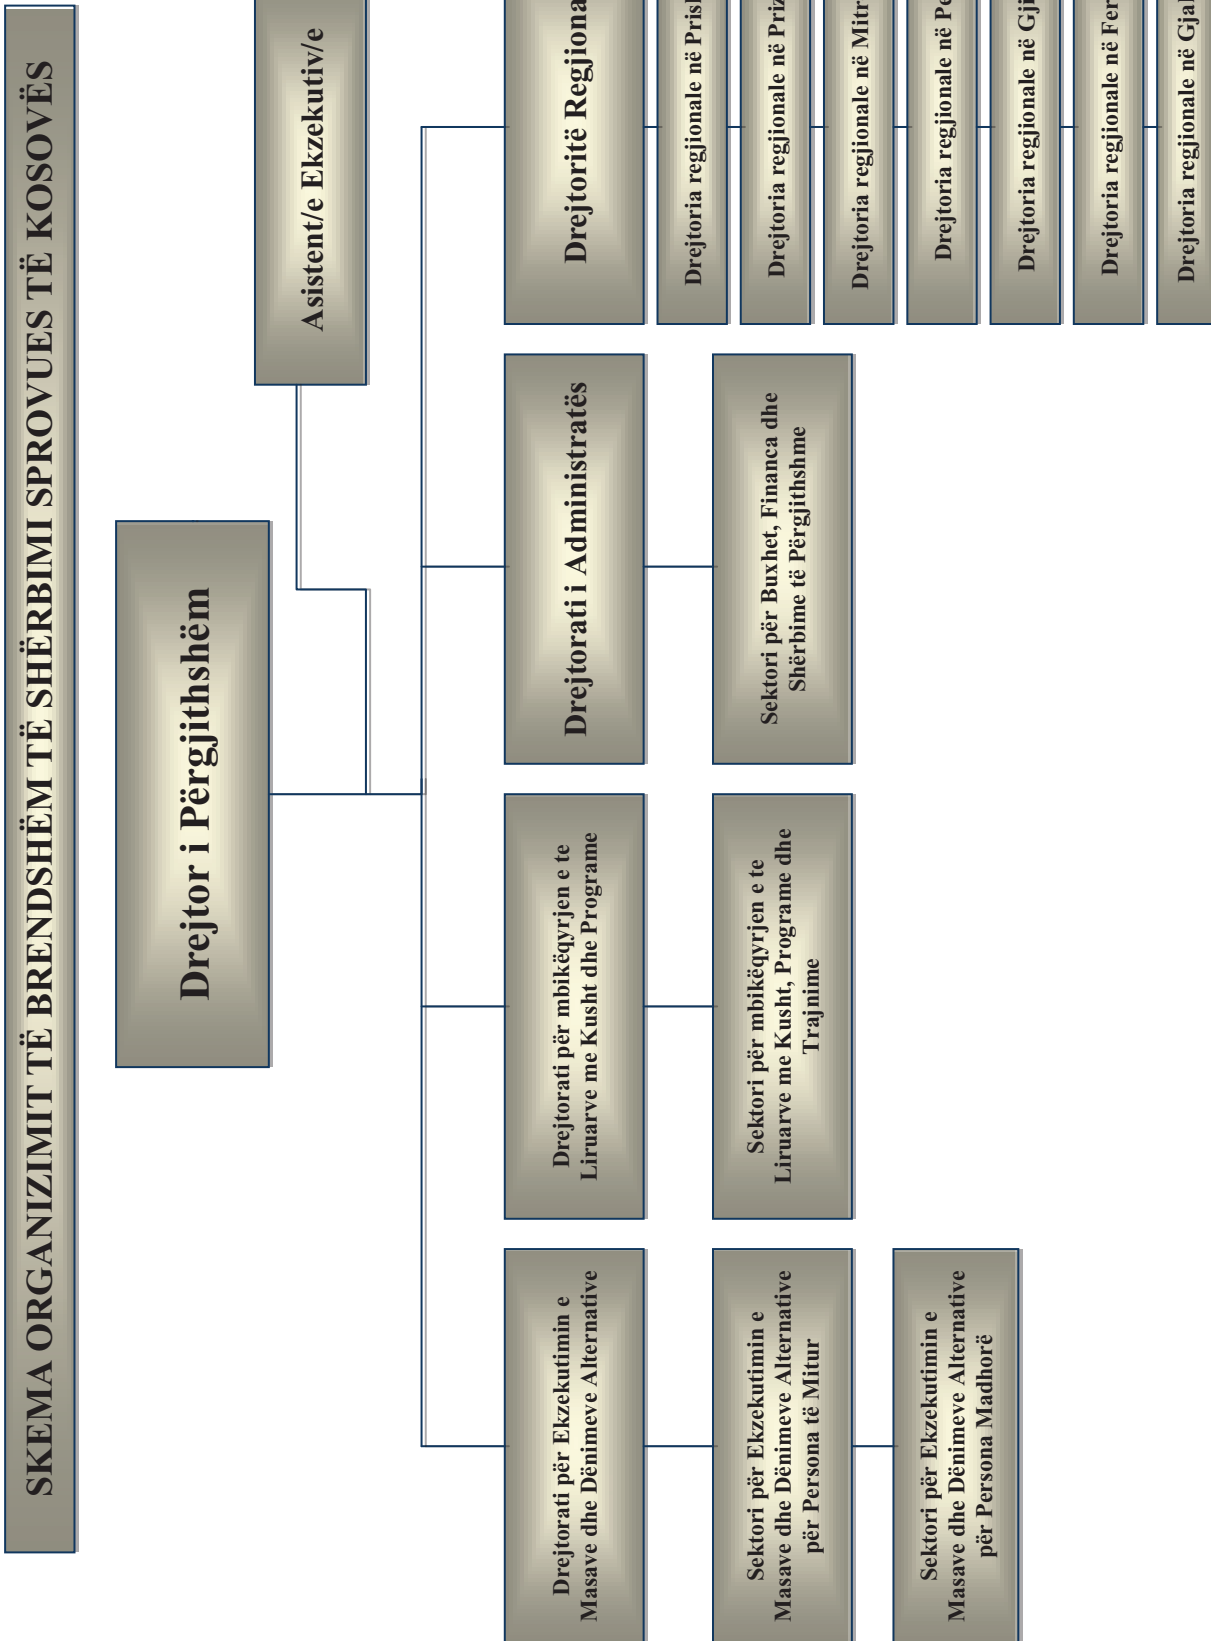 SKEMA ORGANIZIMIT TË BRENDSHËM TË SHËRBIMI SPROVUES TË KOSOVËS
Drejtor i Përgjithshëm
Asistent/e Ekzekutiv/e
Drejtorati për Ekzekutimin e
Masave dhe Dënimeve Alternative
Sektori për Ekzekutimin e
Masave dhe Dënimeve Alternative
për Persona të Mitur
Sektori për Ekzekutimin e
Masave dhe Dënimeve Alternative
për Persona Madhorë
Drejtorati për mbikëqyrjen e te
Liruarve me Kusht dhe Programe
Sektori për mbikëqyrjen e te
Liruarve me Kusht, Programe dhe
Trajnime
Drejtorati i Administratës
Sektori për Buxhet, Financa dhe
Shërbime të Përgjithshme
Drejtoritë
Drejtoria regjionale në
Drejtoria regjionale në
Drejtoria regjionale në
Drejtoria regjionale në
Drejtoria regjionale në
Drejtoria regjionale në
Drejtoria regjionale në